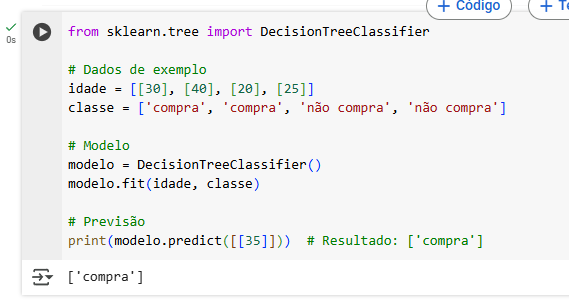 + Código
+ Te
0s
from sklearn.tree import DecisionTreeClassifier
# Dados de exemplo
idade = [[30], [40], [20], [25]]
classe = ['compra', 'compra', 'não compra', 'não compra']
# Modelo
modelo = DecisionTreeClassifier()
modelo.fit(idade, classe)
# Previsão
print(modelo.predict([[35]]))  # Resultado: ['compra']
['compra']